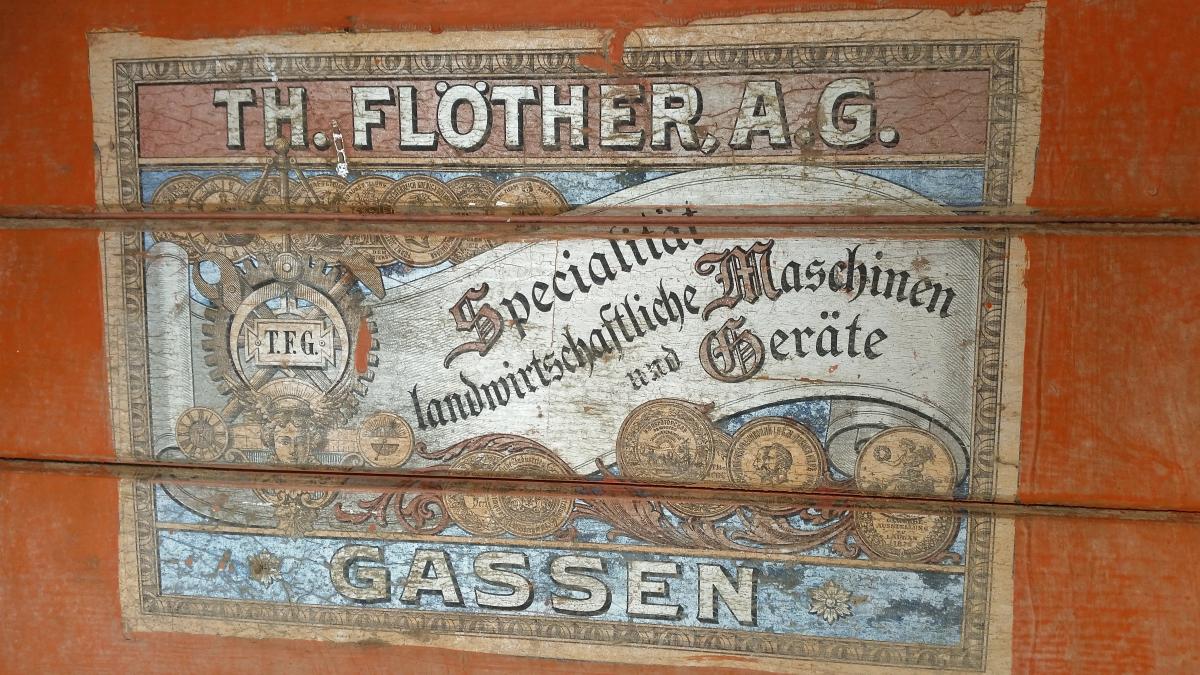 TH. FLÖTHER, A.G.
Specialität
landwirtschaftliche Maschinen
und Geräte
T.F.G.
GASSEN